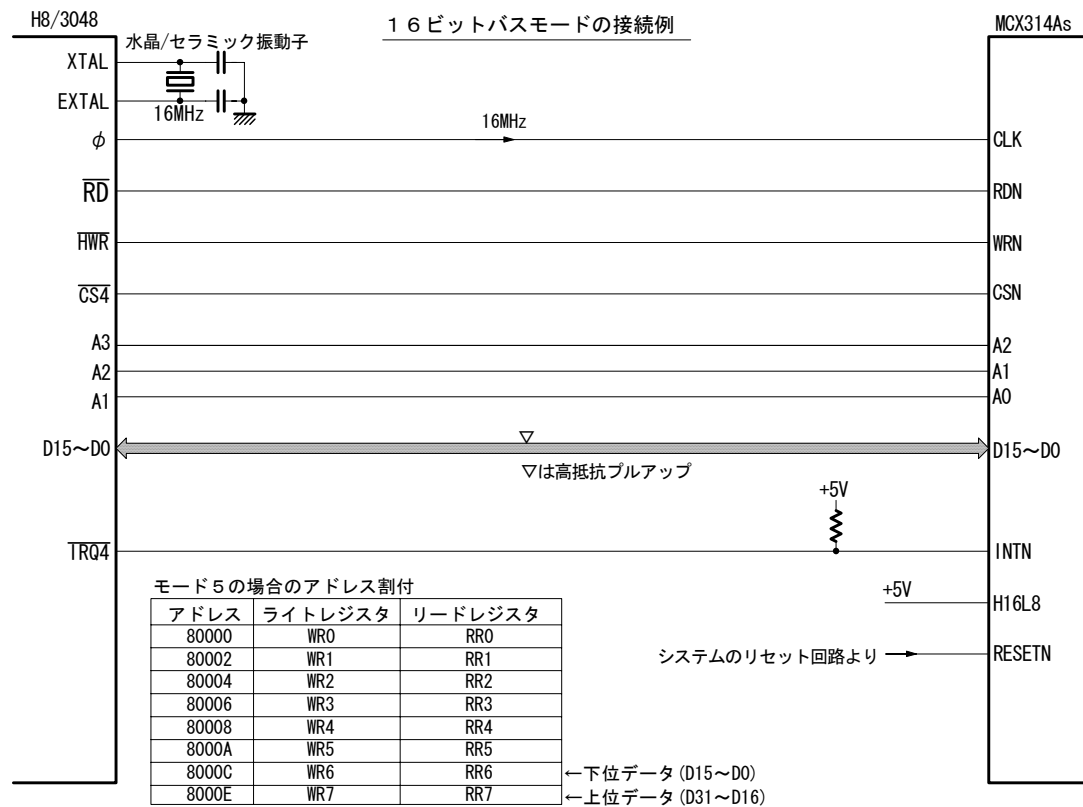 H8/3048
１６ビットバスモードの接続例
MCX314As
水晶/セラミック振動子
XTAL
EXTAL
16MHz
16MHz
φ
CLK
RD
RDN
HWR
WRN
CS4
CSN
A3
A2
A2
A1
A1
A0
D15～D0
▽
D15～D0
▽は高抵抗プルアップ
+5V
IRQ4
INTN
モード５の場合のアドレス割付
+5V
H16L8
アドレス ライトレジスタ リードレジスタ
80000 WR0 RR0
80002 WR1 RR1
システムのリセット回路より
RESETN
80004 WR2 RR2
80006 WR3 RR3
80008 WR4 RR4
8000A WR5 RR5
8000C WR6 RR6 ←下位データ(D15～D0)
8000E WR7 RR7 ←上位データ(D31～D16)